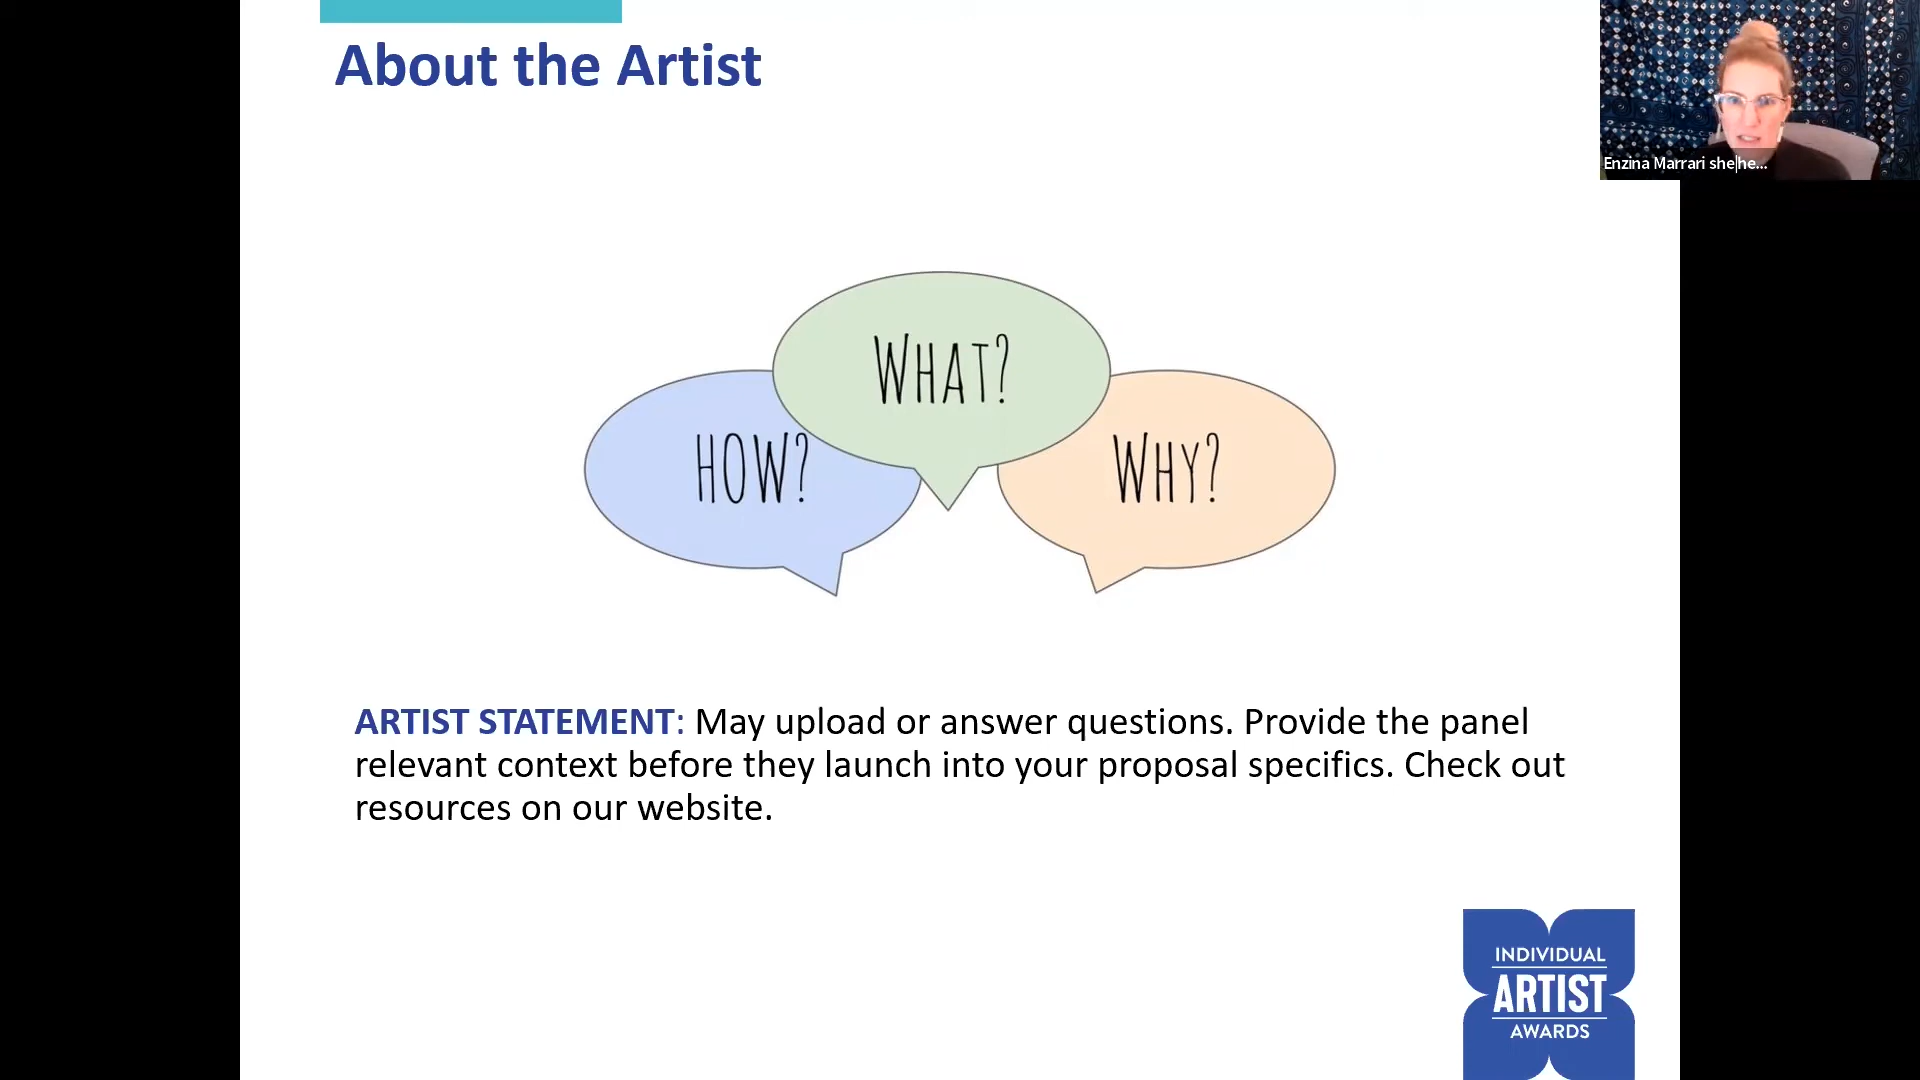 About the Artist
Enzina Marrari she|he...
WHAT?
HOW?
WHY?
ARTIST STATEMENT: May upload or answer questions. Provide the panel
relevant context before they launch into your proposal specifics. Check out
resources on our website.
INDIVIDUAL
ARTIST
AWARDS